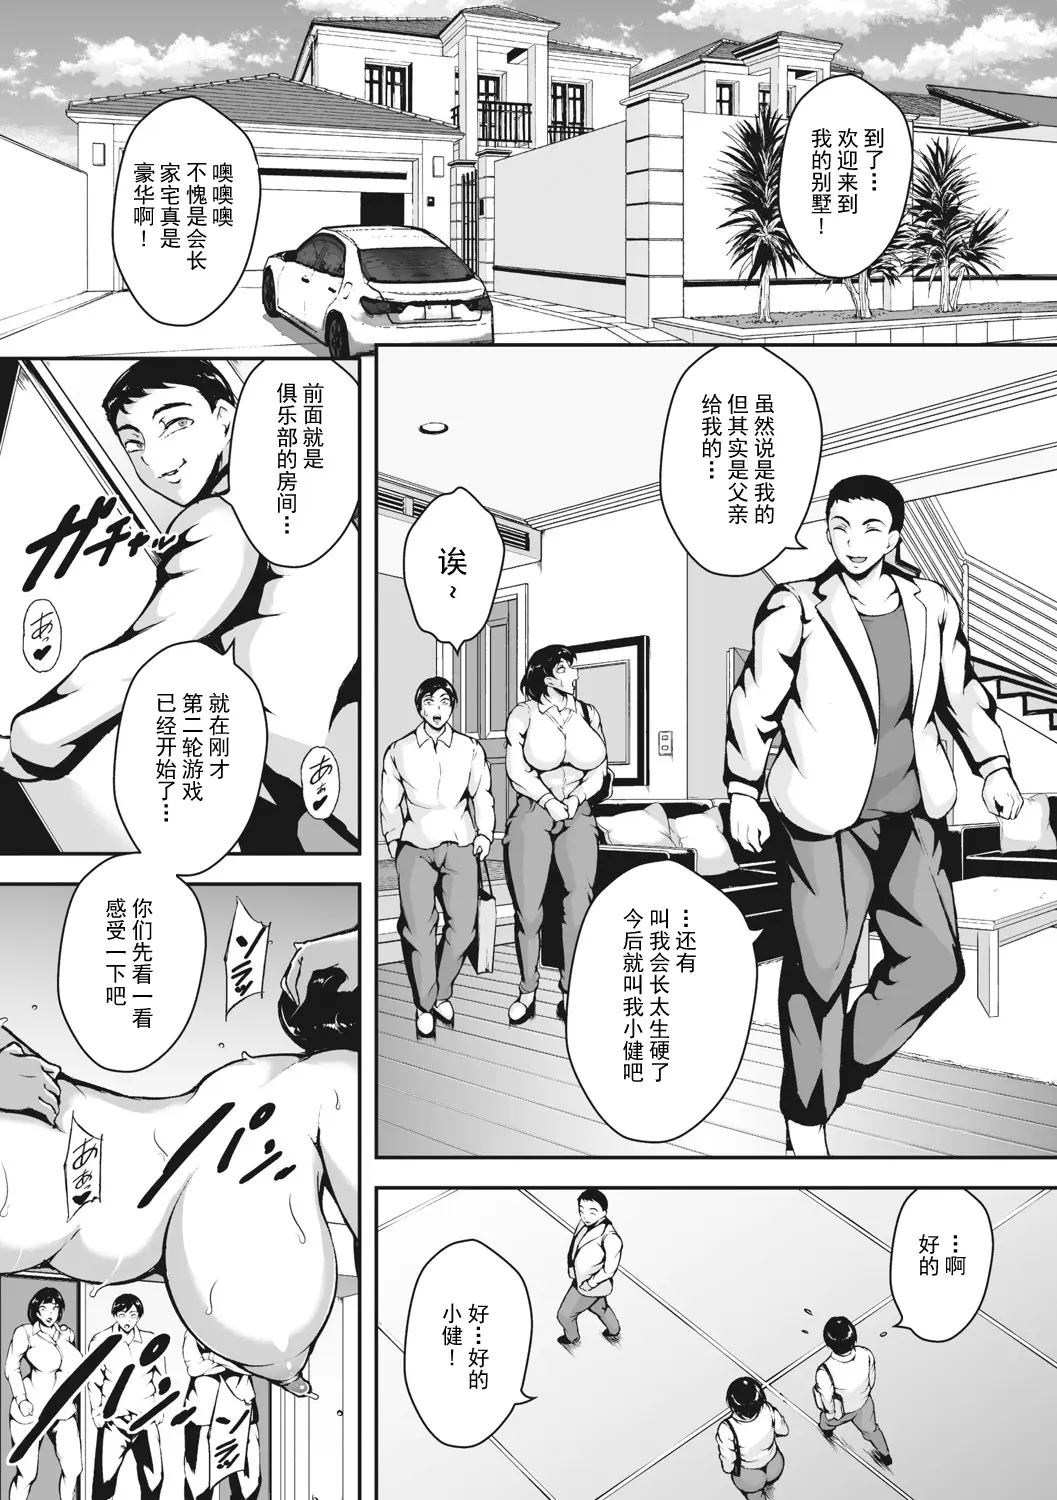 到了…
欢迎来到
我的别墅！
噢噢噢
不愧是会长
家宅真是
豪华啊！
虽然说是我的
但其实是父亲
给我的…
诶~
…还有
叫我会长太生硬了
今后就叫我小健吧
…啊
好的
好…好的
小健！
前面就是
俱乐部的房间…
ガチャッ
あっ♥
就在刚才
第二轮游戏
已经开始了…
あぁっ♥
你们先看一看
感受一下吧
パンッ
あぁっ♥
パンッ
パンッ